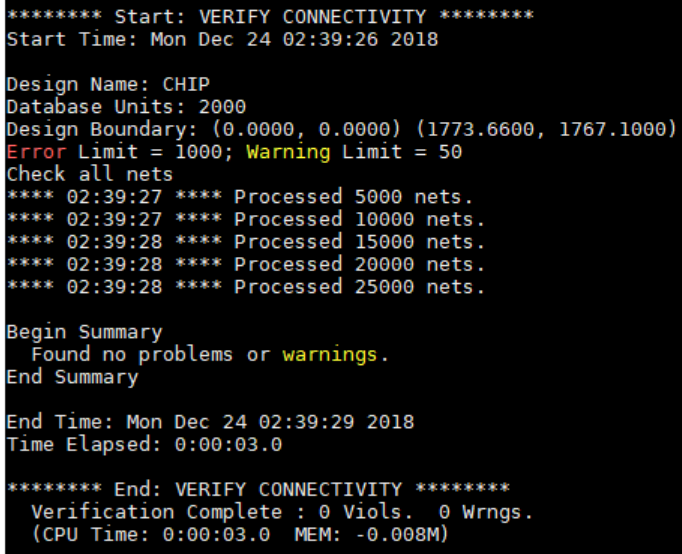 ******** Start: VERIFY CONNECTIVITY ********
Start Time: Mon Dec 24 02:39:26 2018
Design Name: CHIP
Database Units: 2000
Design Boundary: (0.0000, 0.0000) (1773.6600, 1767.1000)
Error Limit = 1000; Warning Limit = 50
Check all nets
**** 02:39:27 **** Processed 5000 nets.
**** 02:39:27 **** Processed 10000 nets.
**** 02:39:28 **** Processed 15000 nets.
**** 02:39:28 **** Processed 20000 nets.
**** 02:39:28 **** Processed 25000 nets.
Begin Summary
  Found no problems or warnings.
End Summary
End Time: Mon Dec 24 02:39:29 2018
Time Elapsed: 0:00:03.0
******** End: VERIFY CONNECTIVITY ********
  Verification Complete : 0 Viols.  0 Wrngs.
  (CPU Time: 0:00:03.0  MEM: -0.008M)